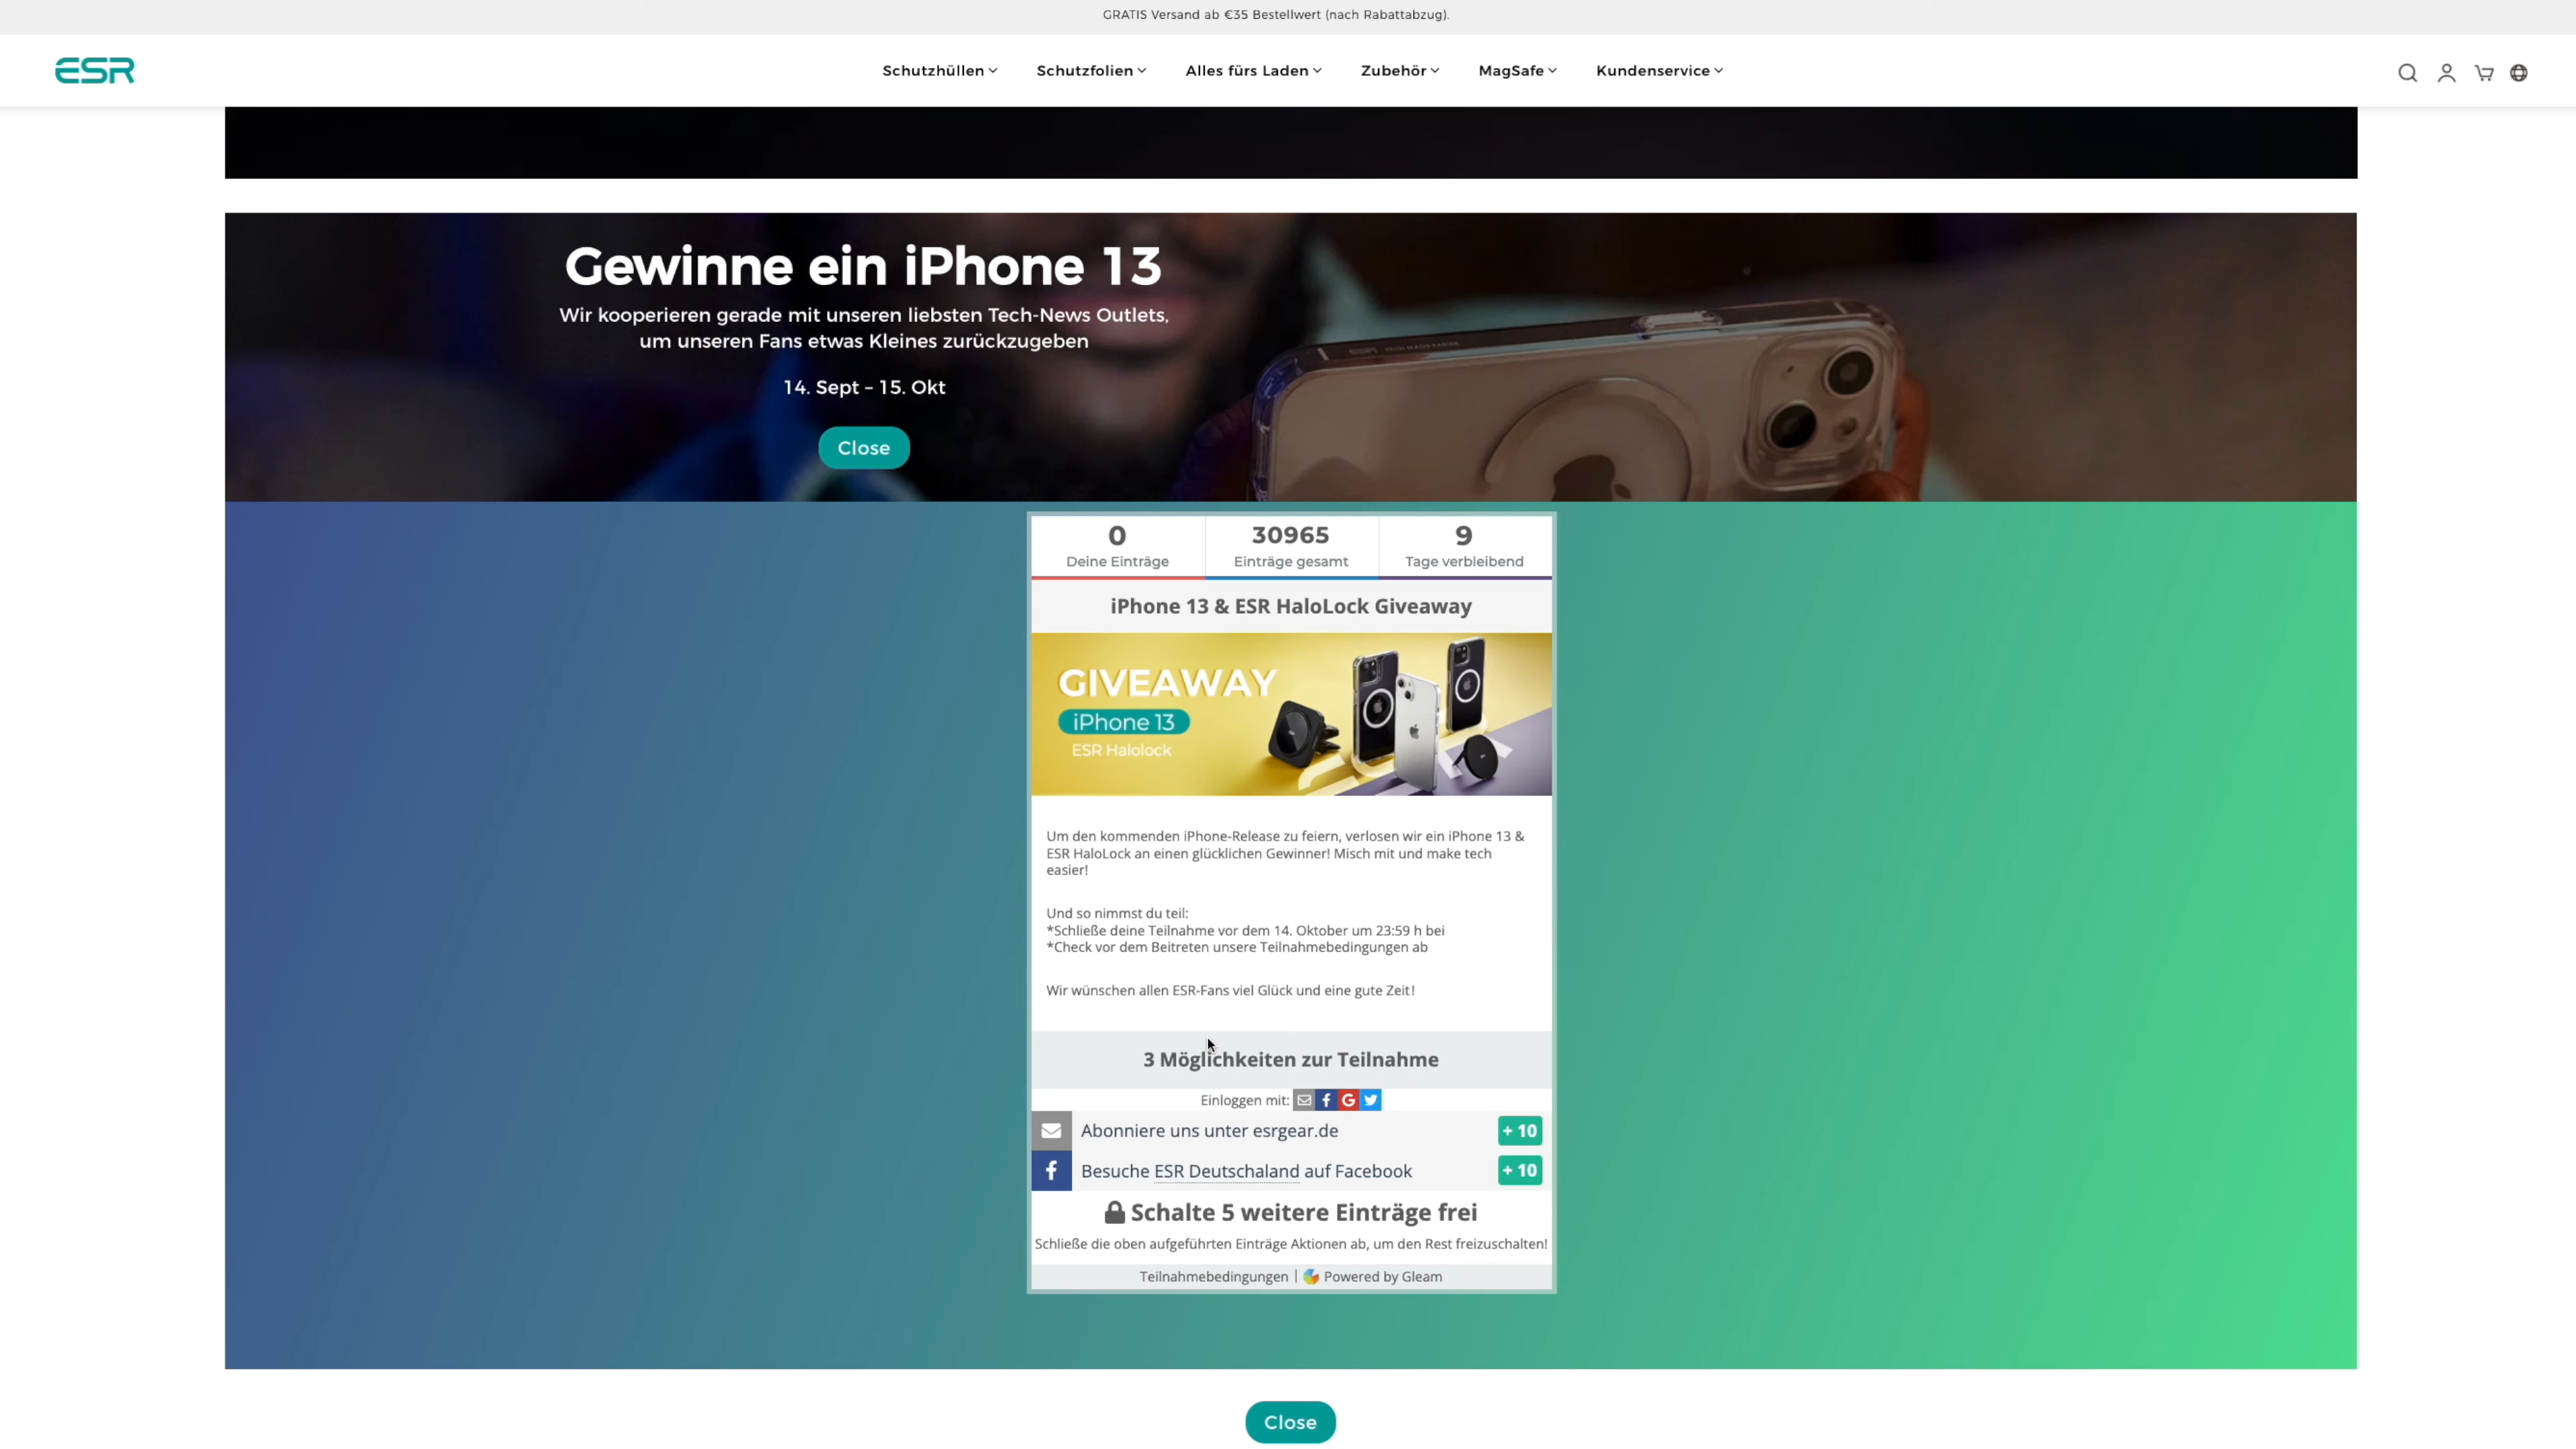 GRATIS Versand ab €35 Bestellwert (nach Rabattabzug).
ESR
Schutzhüllen
Schutzfolien
Alles fürs Laden
Zubehör
MagSafe
Kundenservice
Gewinne ein iPhone 13
Wir kooperieren gerade mit unseren liebsten Tech-News Outlets,
um unseren Fans etwas Kleines zurückzugeben
14. Sept – 15. Okt
Close
0
Deine Einträge
30965
Einträge gesamt
9
Tage verbleibend
iPhone 13 & ESR HaloLock Giveaway
GIVEAWAY
iPhone 13
ESR Halolock
Um den kommenden iPhone-Release zu feiern, verlosen wir ein iPhone 13 &
ESR HaloLock an einen glücklichen Gewinner! Misch mit und make tech
easier!
Und so nimmst du teil:
*Schließe deine Teilnahme vor dem 14. Oktober um 23:59 h bei
*Check vor dem Beitreten unsere Teilnahmebedingungen ab
Wir wünschen allen ESR-Fans viel Glück und eine gute Zeit!
3 Möglichkeiten zur Teilnahme
Einloggen mit:
Abonniere uns unter esrgear.de
+ 10
Besuche ESR Deutschaland auf Facebook
+ 10
Schalte 5 weitere Einträge frei
Schließe die oben aufgeführten Einträge Aktionen ab, um den Rest freizuschalten!
Teilnahmebedingungen | Powered by Gleam
Close